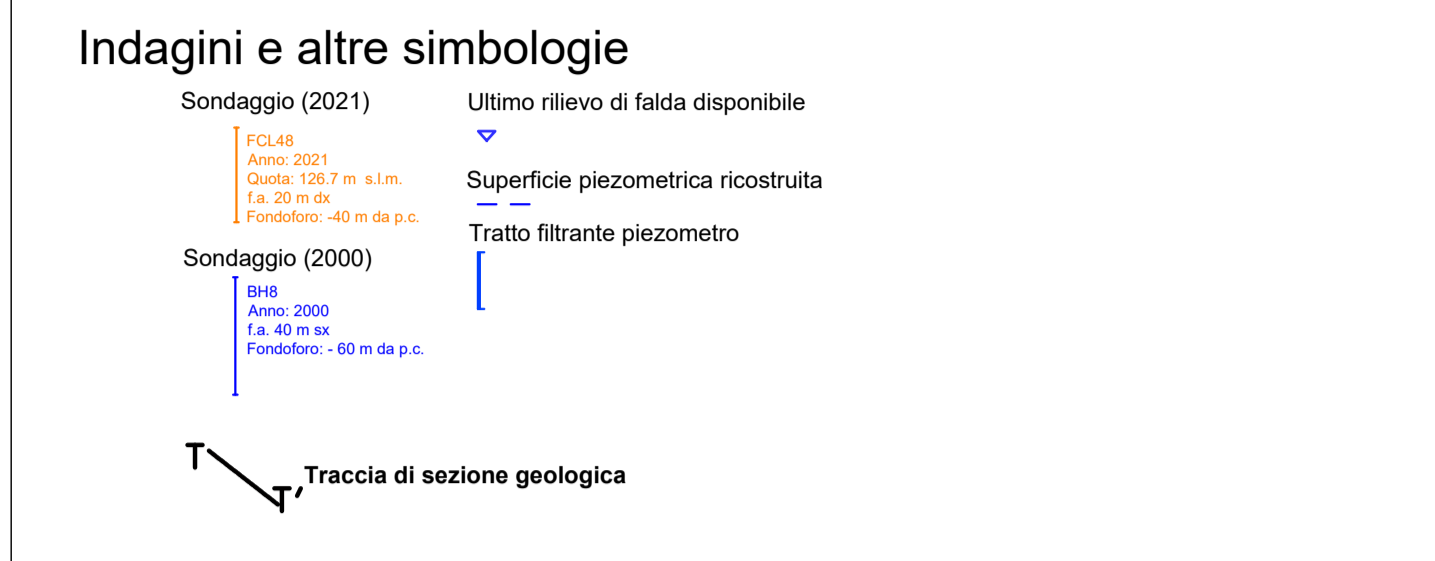 Indagini e altre simbologie
Sondaggio (2021)
FCL48
Anno: 2021
Quota: 126.7 m  s.l.m.
f.a. 20 m dx
Fondoforo: -40 m da p.c.
Sondaggio (2000)
BH8
Anno: 2000
f.a. 40 m sx
Fondoforo: - 60 m da p.c.
Ultimo rilievo di falda disponibile
Superficie piezometrica ricostruita
Tratto filtrante piezometro
T
T'
Traccia di sezione geologica